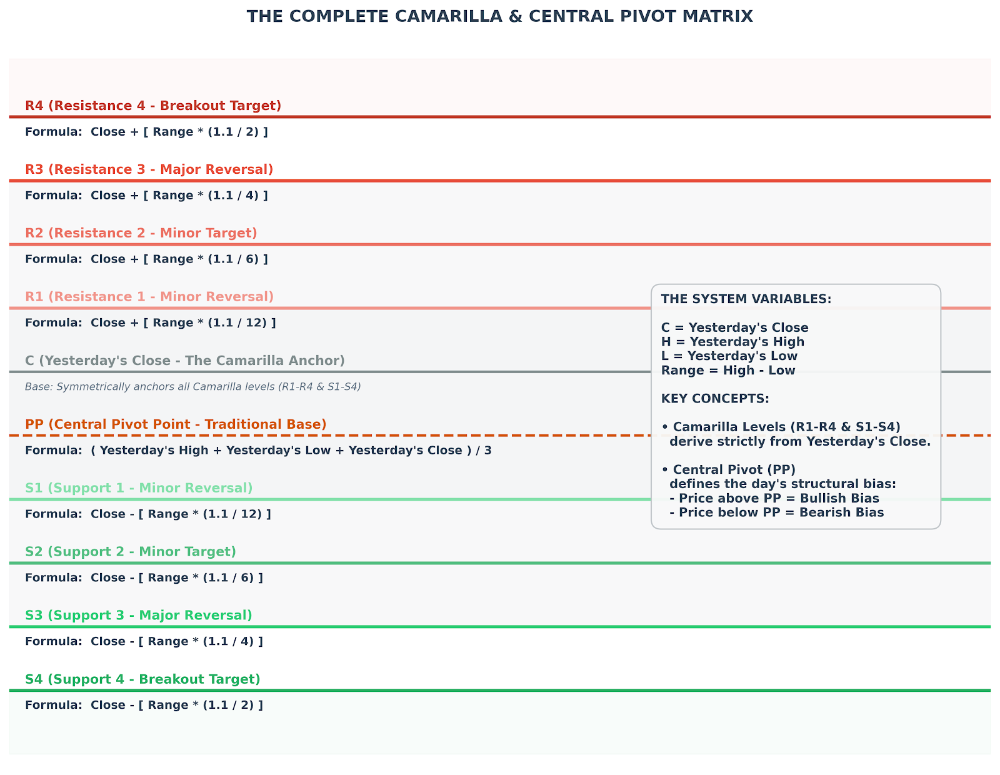 THE COMPLETE CAMARILLA & CENTRAL PIVOT MATRIX
R4 (Resistance 4 - Breakout Target)
Formula:  Close + [ Range * (1.1 / 2) ]
R3 (Resistance 3 - Major Reversal)
Formula:  Close + [ Range * (1.1 / 4) ]
R2 (Resistance 2 - Minor Target)
Formula:  Close + [ Range * (1.1 / 6) ]
R1 (Resistance 1 - Minor Reversal)
Formula:  Close + [ Range * (1.1 / 12) ]
C (Yesterday's Close - The Camarilla Anchor)
Base: Symmetrically anchors all Camarilla levels (R1-R4 & S1-S4)
PP (Central Pivot Point - Traditional Base)
Formula:  ( Yesterday's High + Yesterday's Low + Yesterday's Close ) / 3
S1 (Support 1 - Minor Reversal)
Formula:  Close - [ Range * (1.1 / 12) ]
S2 (Support 2 - Minor Target)
Formula:  Close - [ Range * (1.1 / 6) ]
S3 (Support 3 - Major Reversal)
Formula:  Close - [ Range * (1.1 / 4) ]
S4 (Support 4 - Breakout Target)
Formula:  Close - [ Range * (1.1 / 2) ]
THE SYSTEM VARIABLES:
C = Yesterday's Close
H = Yesterday's High
L = Yesterday's Low
Range = High - Low
KEY CONCEPTS:
• Camarilla Levels (R1-R4 & S1-S4)
derive strictly from Yesterday's Close.
• Central Pivot (PP)
defines the day's structural bias:
- Price above PP = Bullish Bias
- Price below PP = Bearish Bias